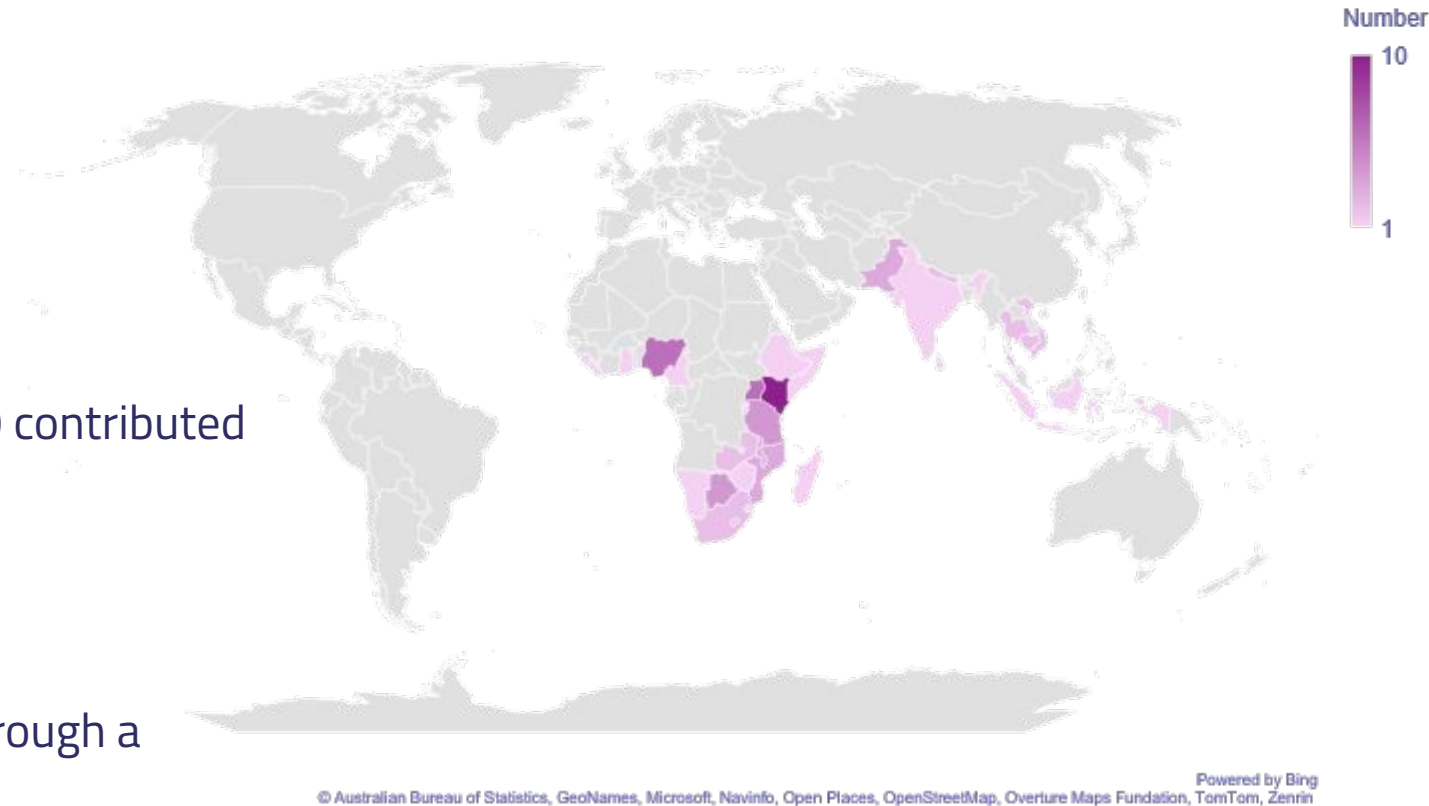 Number
10
1
) contributed
rough a
Powered by Bing
© Australian Bureau of Statistics, GeoNames, Microsoft, Navinfo, Open Places, OpenStreetMap, Overture Maps Fundation, TomTom, Zenrin